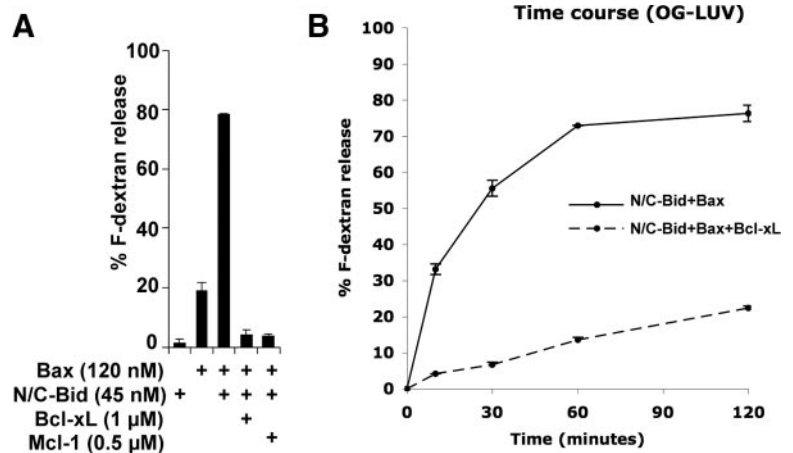 A
% F-dextran release
100
80
60
40
20
0
Bax (120 nM) + + + +
N/C-Bid (45 nM) + + + +
Bcl-xL (1 µM) +
Mcl-1 (0.5 µM) +
B
Time course (OG-LUV)
% F-dextran release
100
90
80
70
60
50
40
30
20
10
0
N/C-Bid+Bax
N/C-Bid+Bax+Bcl-xL
0 30 60 90 120
Time (minutes)